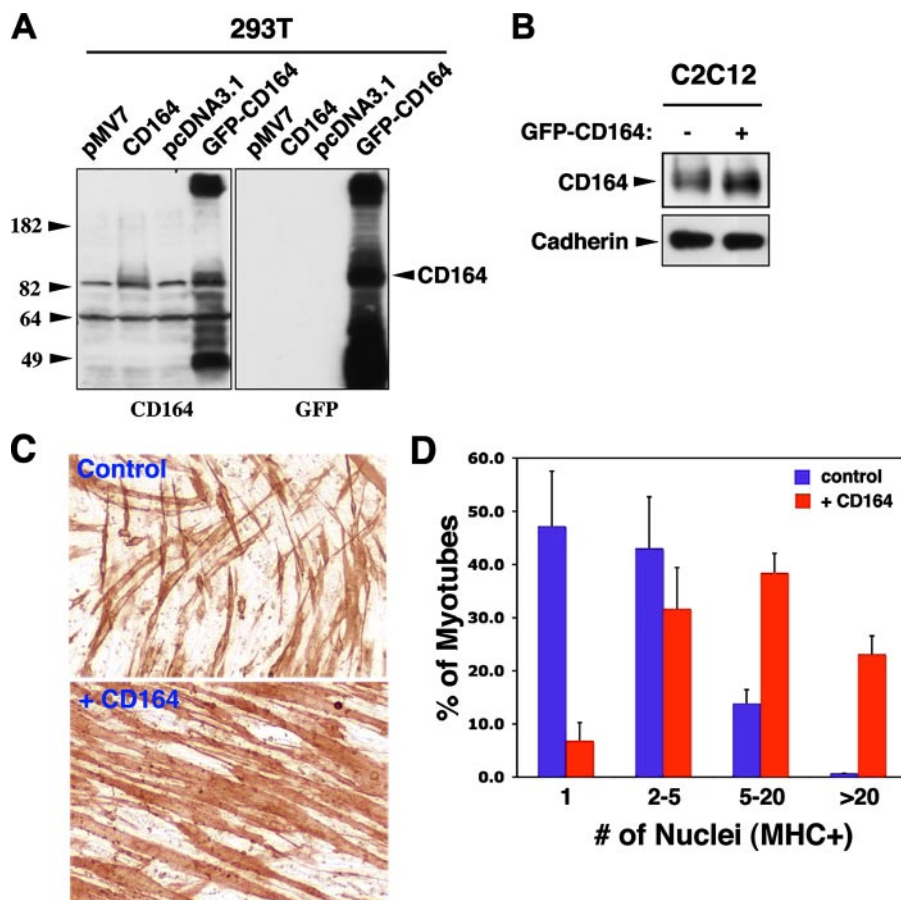 A
293T
pMV7
CD164
pcDNA3.1
GFP-CD164
pMV7
CD164
pcDNA3.1
GFP-CD164
182
82
64
49
CD164
CD164
GFP
B
C2C12
GFP-CD164: - +
CD164
Cadherin
C
Control
+ CD164
D
60.0
50.0
40.0
30.0
20.0
10.0
0.0
% of Myotubes
control
+ CD164
1 2-5 5-20 >20
# of Nuclei (MHC+)